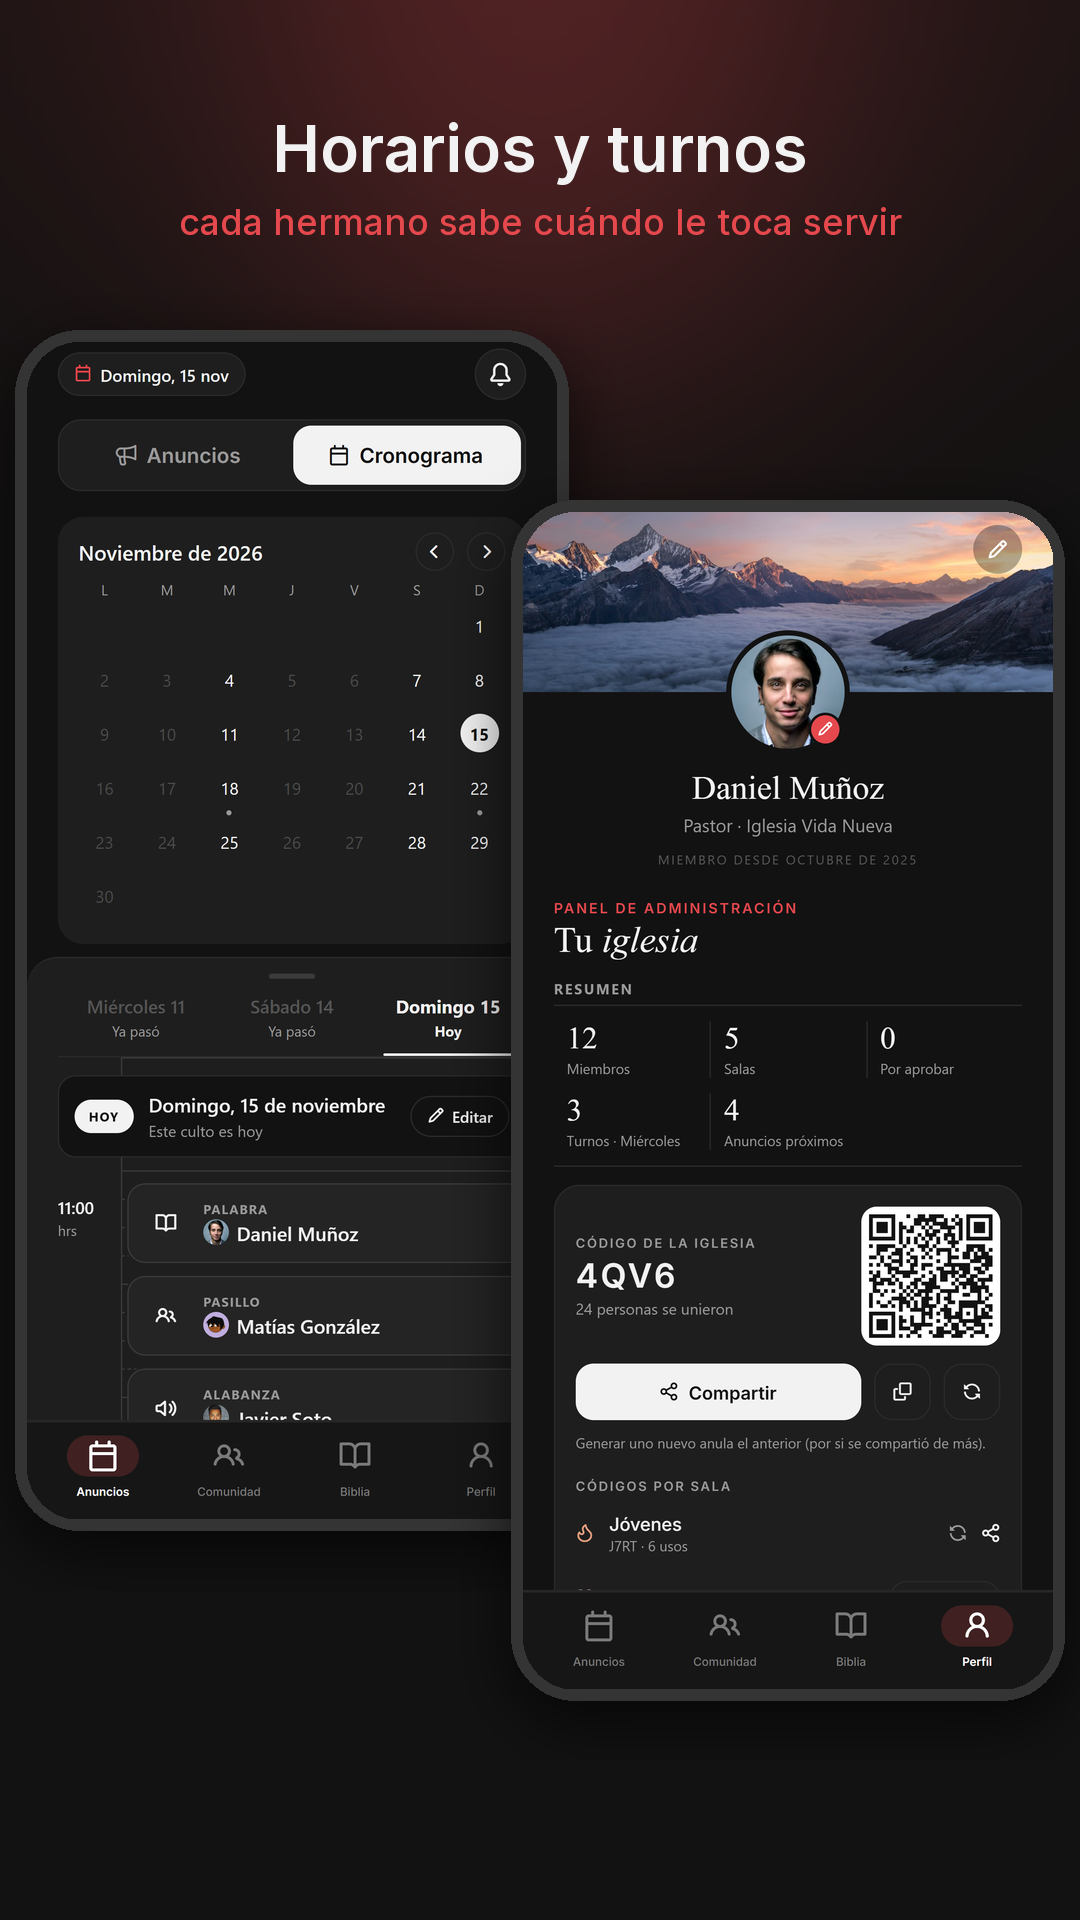 Horarios y turnos
cada hermano sabe cuándo le toca servir
Domingo, 15 nov
Anuncios
Cronograma
Noviembre de 2026
L M M J V S D
1
2 3 4 5 6 7 8
9 10 11 12 13 14 15
16 17 18 19 20 21 22
23 24 25 26 27 28 29
30
Miércoles 11
Ya pasó
Sábado 14
Ya pasó
Domingo 15
Hoy
HOY
Domingo, 15 de noviembre
Este culto es hoy
Editar
11:00
hrs
PALABRA
Daniel Muñoz
PASILLO
Matías González
ALABANZA
Javier Soto
Anuncios
Comunidad
Biblia
Perfil
Daniel Muñoz
Pastor · Iglesia Vida Nueva
MIEMBRO DESDE OCTUBRE DE 2025
PANEL DE ADMINISTRACIÓN
Tu iglesia
RESUMEN
12
Miembros
5
Salas
0
Por aprobar
3
Turnos · Miércoles
4
Anuncios próximos
CÓDIGO DE LA IGLESIA
4QV6
24 personas se unieron
Compartir
Generar uno nuevo anula el anterior (por si se compartió de más).
CÓDIGOS POR SALA
Jóvenes
J7RT · 6 usos
Anuncios
Comunidad
Biblia
Perfil